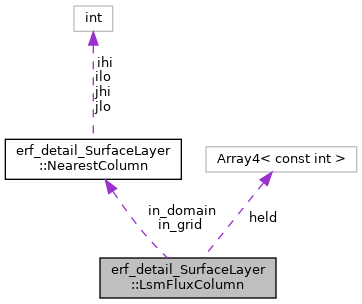 int
ihi
ilo
jhi
jlo
erf_detail_SurfaceLayer
::NearestColumn
Array4< const int >
in_domain
in_grid
held
erf_detail_SurfaceLayer
::LsmFluxColumn